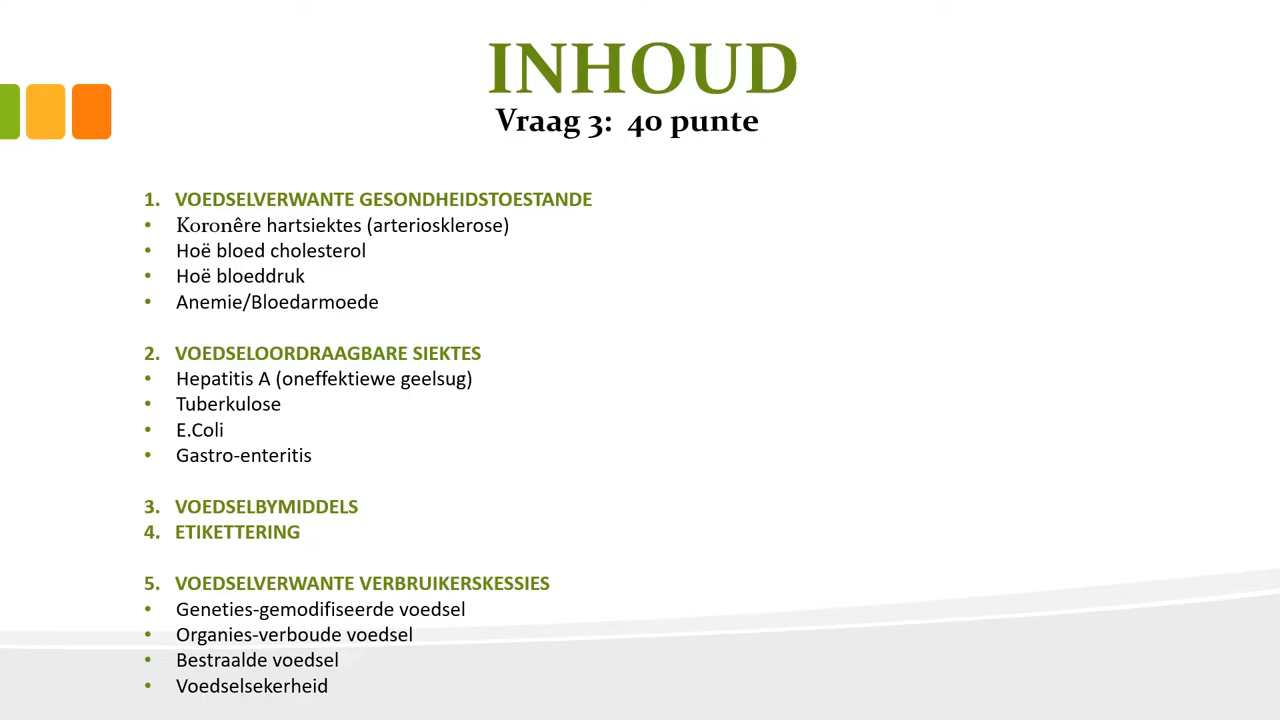 INHOUD
Vraag 3: 40 punte
1. VOEDSELVERWANTE GESONDHEIDSTOESTANDE
• Koronêre hartsiektes (arteriosklerose)
• Hoë bloed cholesterol
• Hoë bloeddruk
• Anemie/Bloedarmoede
2. VOEDSELOORDRAAGBARE SIEKTES
• Hepatitis A (oneffektiewe geelsug)
• Tuberkulose
• E.Coli
• Gastro-enteritis
3. VOEDSELBYMIDDELS
4. ETIKETTERING
5. VOEDSELVERWANTE VERBRUIKERSKESSIES
• Geneties-gemodifiseerde voedsel
• Organies-verboude voedsel
• Bestraalde voedsel
• Voedselsekerheid